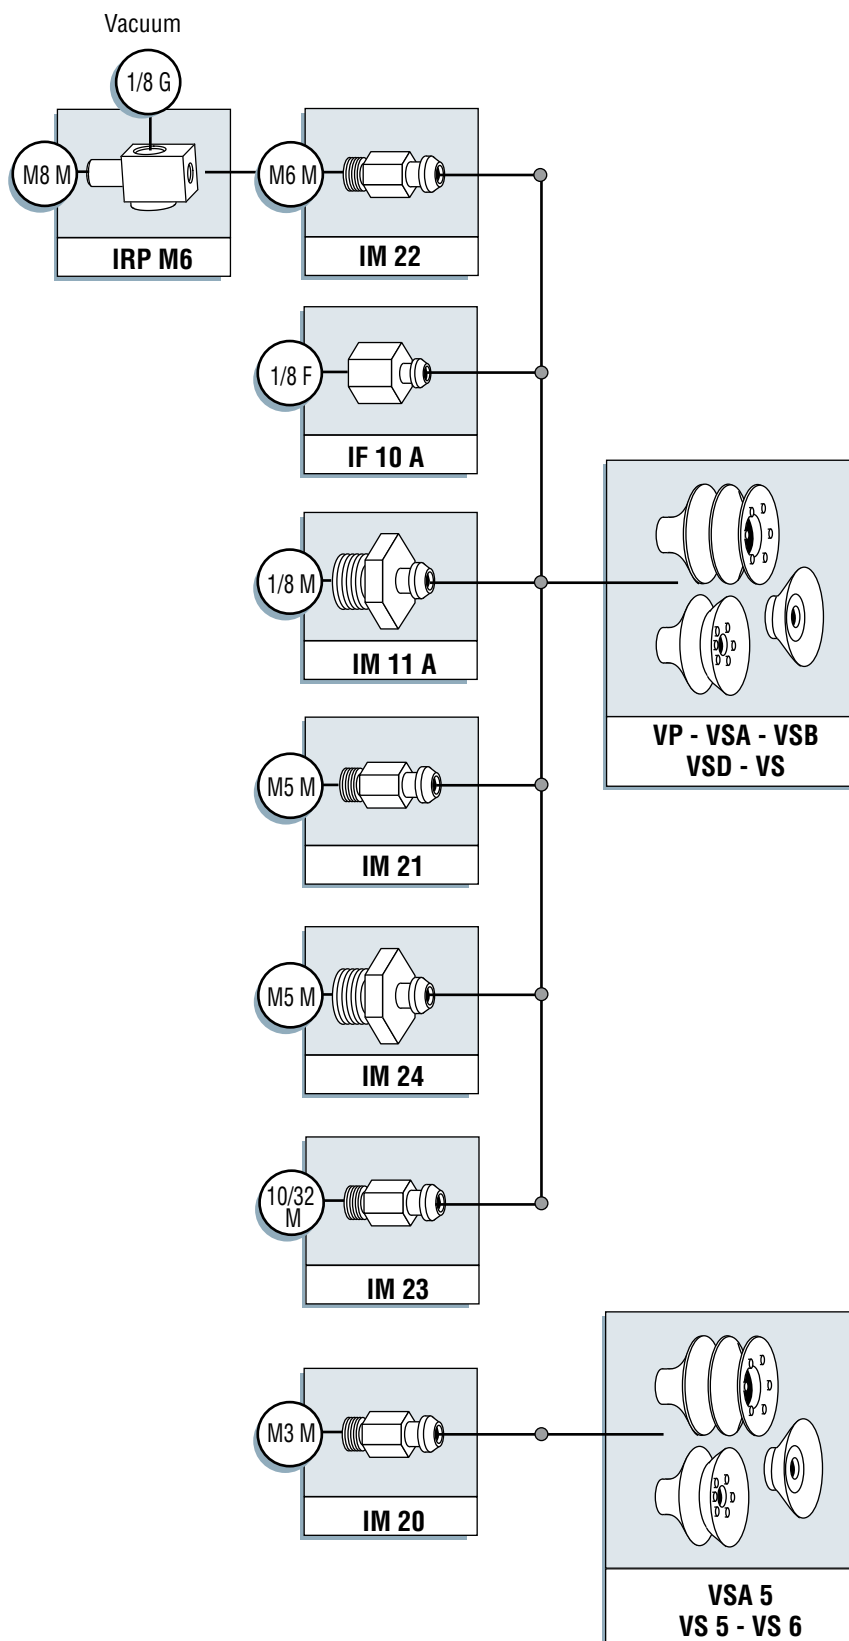 Vacuum
1/8 G
M8 M
M6 M
IRP M6
IM 22
1/8 F
IF 10 A
1/8 M
IM 11 A
VP - VSA - VSB
VSD - VS
M5 M
IM 21
M5 M
IM 24
10/32
M
IM 23
M3 M
IM 20
VSA 5
VS 5 - VS 6